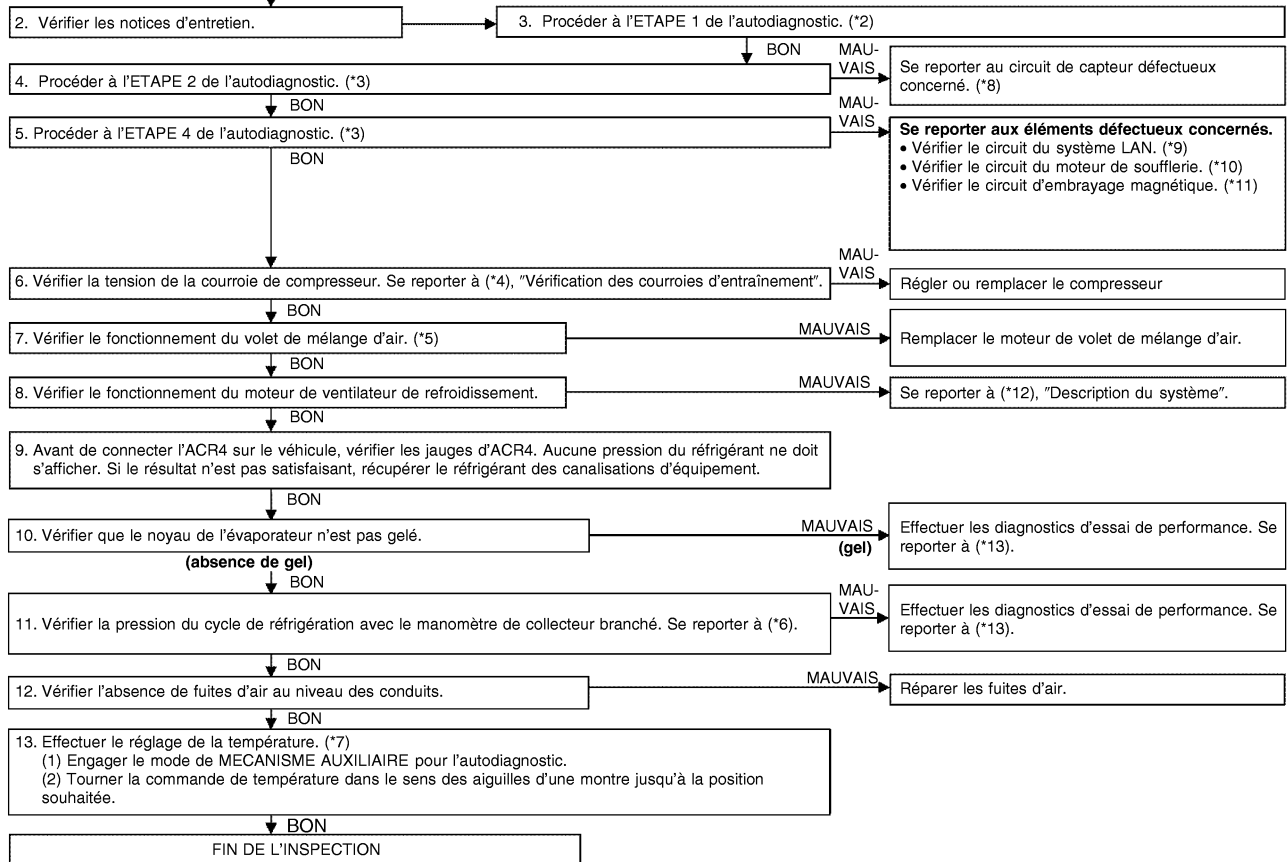 2. Vérifier les notices d'entretien.
3. Procéder à l'ETAPE 1 de l'autodiagnostic. (*2)
BON
MAU-
VAIS
4. Procéder à l'ETAPE 2 de l'autodiagnostic. (*3)
Se reporter au circuit de capteur défectueux
concerné. (*8)
BON
MAU-
VAIS
5. Procéder à l'ETAPE 4 de l'autodiagnostic. (*3)
Se reporter aux éléments défectueux concernés.
• Vérifier le circuit du système LAN. (*9)
• Vérifier le circuit du moteur de soufflerie. (*10)
• Vérifier le circuit d'embrayage magnétique. (*11)
BON
MAU-
VAIS
6. Vérifier la tension de la courroie de compresseur. Se reporter à (*4), "Vérification des courroies d'entraînement".
Régler ou remplacer le compresseur
BON
7. Vérifier le fonctionnement du volet de mélange d'air. (*5)
MAUVAIS
Remplacer le moteur de volet de mélange d'air.
BON
8. Vérifier le fonctionnement du moteur de ventilateur de refroidissement.
MAUVAIS
Se reporter à (*12), "Description du système".
BON
9. Avant de connecter l'ACR4 sur le véhicule, vérifier les jauges d'ACR4. Aucune pression du réfrigérant ne doit
s'afficher. Si le résultat n'est pas satisfaisant, récupérer le réfrigérant des canalisations d'équipement.
BON
10. Vérifier que le noyau de l'évaporateur n'est pas gelé.
MAUVAIS
(gel)
Effectuer les diagnostics d'essai de performance. Se
reporter à (*13).
(absence de gel)
BON
MAU-
VAIS
11. Vérifier la pression du cycle de réfrigération avec le manomètre de collecteur branché. Se reporter à (*6).
Effectuer les diagnostics d'essai de performance. Se
reporter à (*13).
BON
12. Vérifier l'absence de fuites d'air au niveau des conduits.
MAUVAIS
Réparer les fuites d'air.
BON
13. Effectuer le réglage de la température. (*7)
(1) Engager le mode de MECANISME AUXILIAIRE pour l'autodiagnostic.
(2) Tourner la commande de température dans le sens des aiguilles d'une montre jusqu'à la position
souhaitée.
BON
FIN DE L'INSPECTION